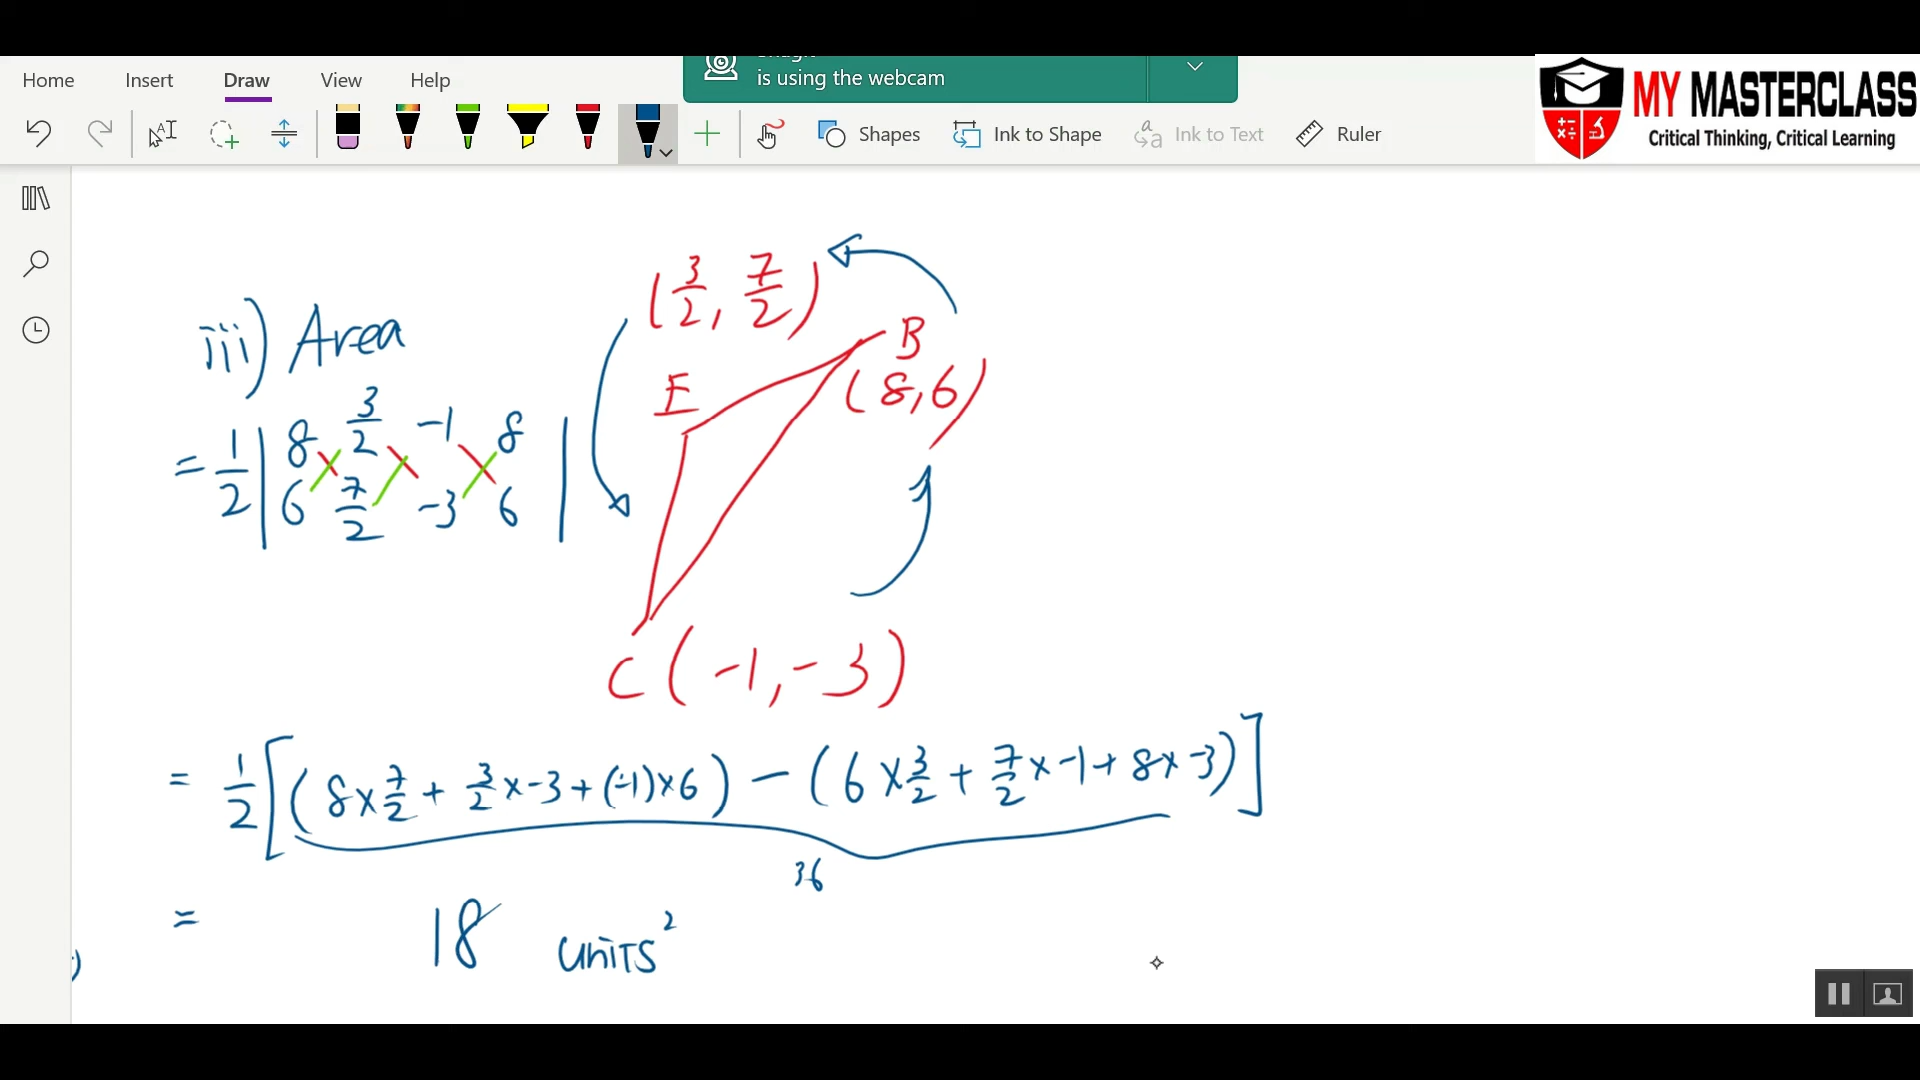 is using the webcam
Home Insert Draw View Help
MY MASTERCLASS
Critical Thinking, Critical Learning
Shapes Ink to Shape Ink to Text Ruler
iii) Area
(3/2, 7/2)
E
B
(8,6)
= 1/2 | 8 3/2 -1 8 |
6 7/2 -3 6
C (-1, -3)
= 1/2 [(8 x 7/2 + 3/2 x -3 + (-1) x 6) - (6 x 3/2 + 7/2 x -1 + 8 x -3)]
36
= 18 units²